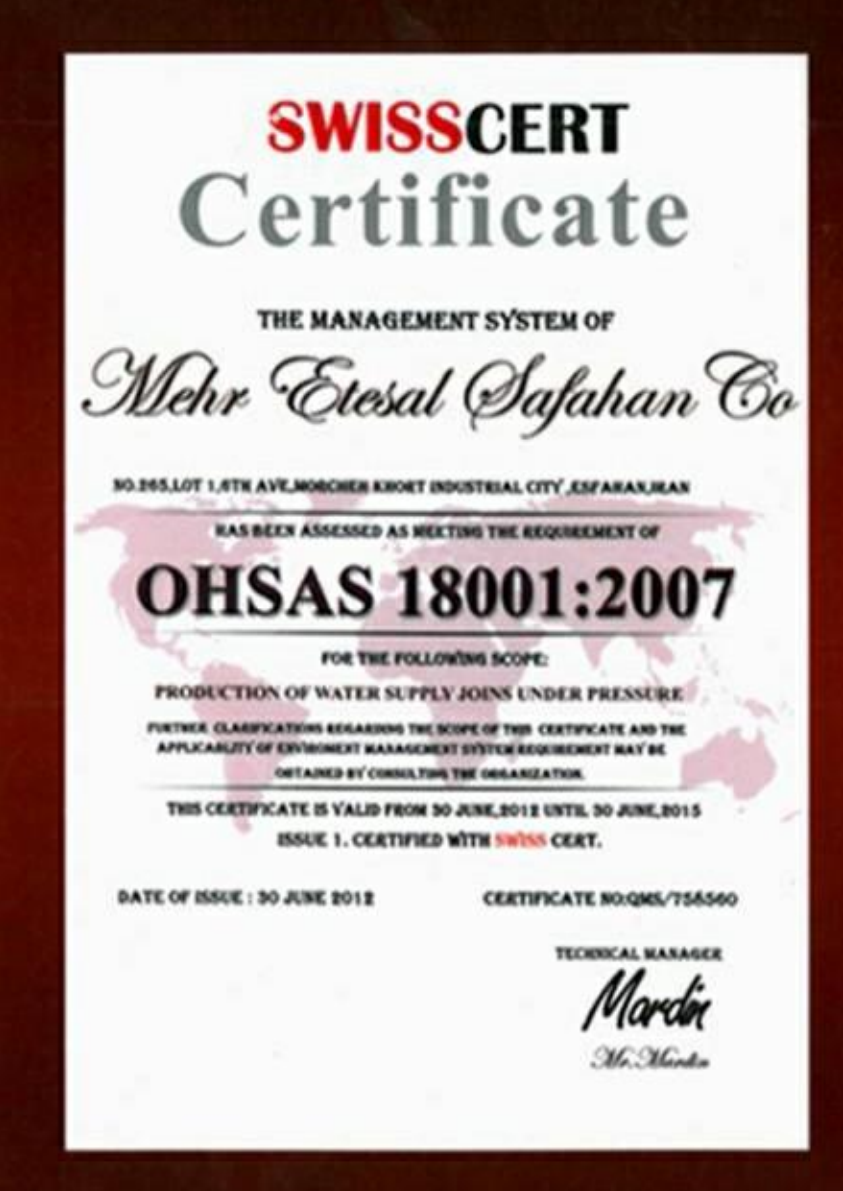 SWISSCERT
Certificate
THE MANAGEMENT SYSTEM OF
Mehr Etesal Safahan Co
NO.265,LOT 1,6TH AVE,MORCHEH KHORT INDUSTRIAL CITY ,ESFAHAN,IRAN
HAS BEEN ASSESSED AS MEETING THE REQUIREMENT OF
OHSAS 18001:2007
FOR THE FOLLOWING SCOPE:
PRODUCTION OF WATER SUPPLY JOINS UNDER PRESSURE
FURTHER CLARIFICATIONS REGARDING THE SCOPE OF THIS CERTIFICATE AND THE
APPLICABLITY OF ENVIROMENT MANAGEMENT SYSTEM REQUIREMENT MAY BE
OBTAINED BY CONSULTING THE ORGANIZATION.
THIS CERTIFICATE IS VALID FROM 30 JUNE,2012 UNTIL 30 JUNE,2015
ISSUE 1. CERTIFIED WITH SWISS CERT.
DATE OF ISSUE : 30 JUNE 2012
CERTIFICATE NO:QMS/
TECHNICAL MANAGER
Mardin
Mr.Mardin